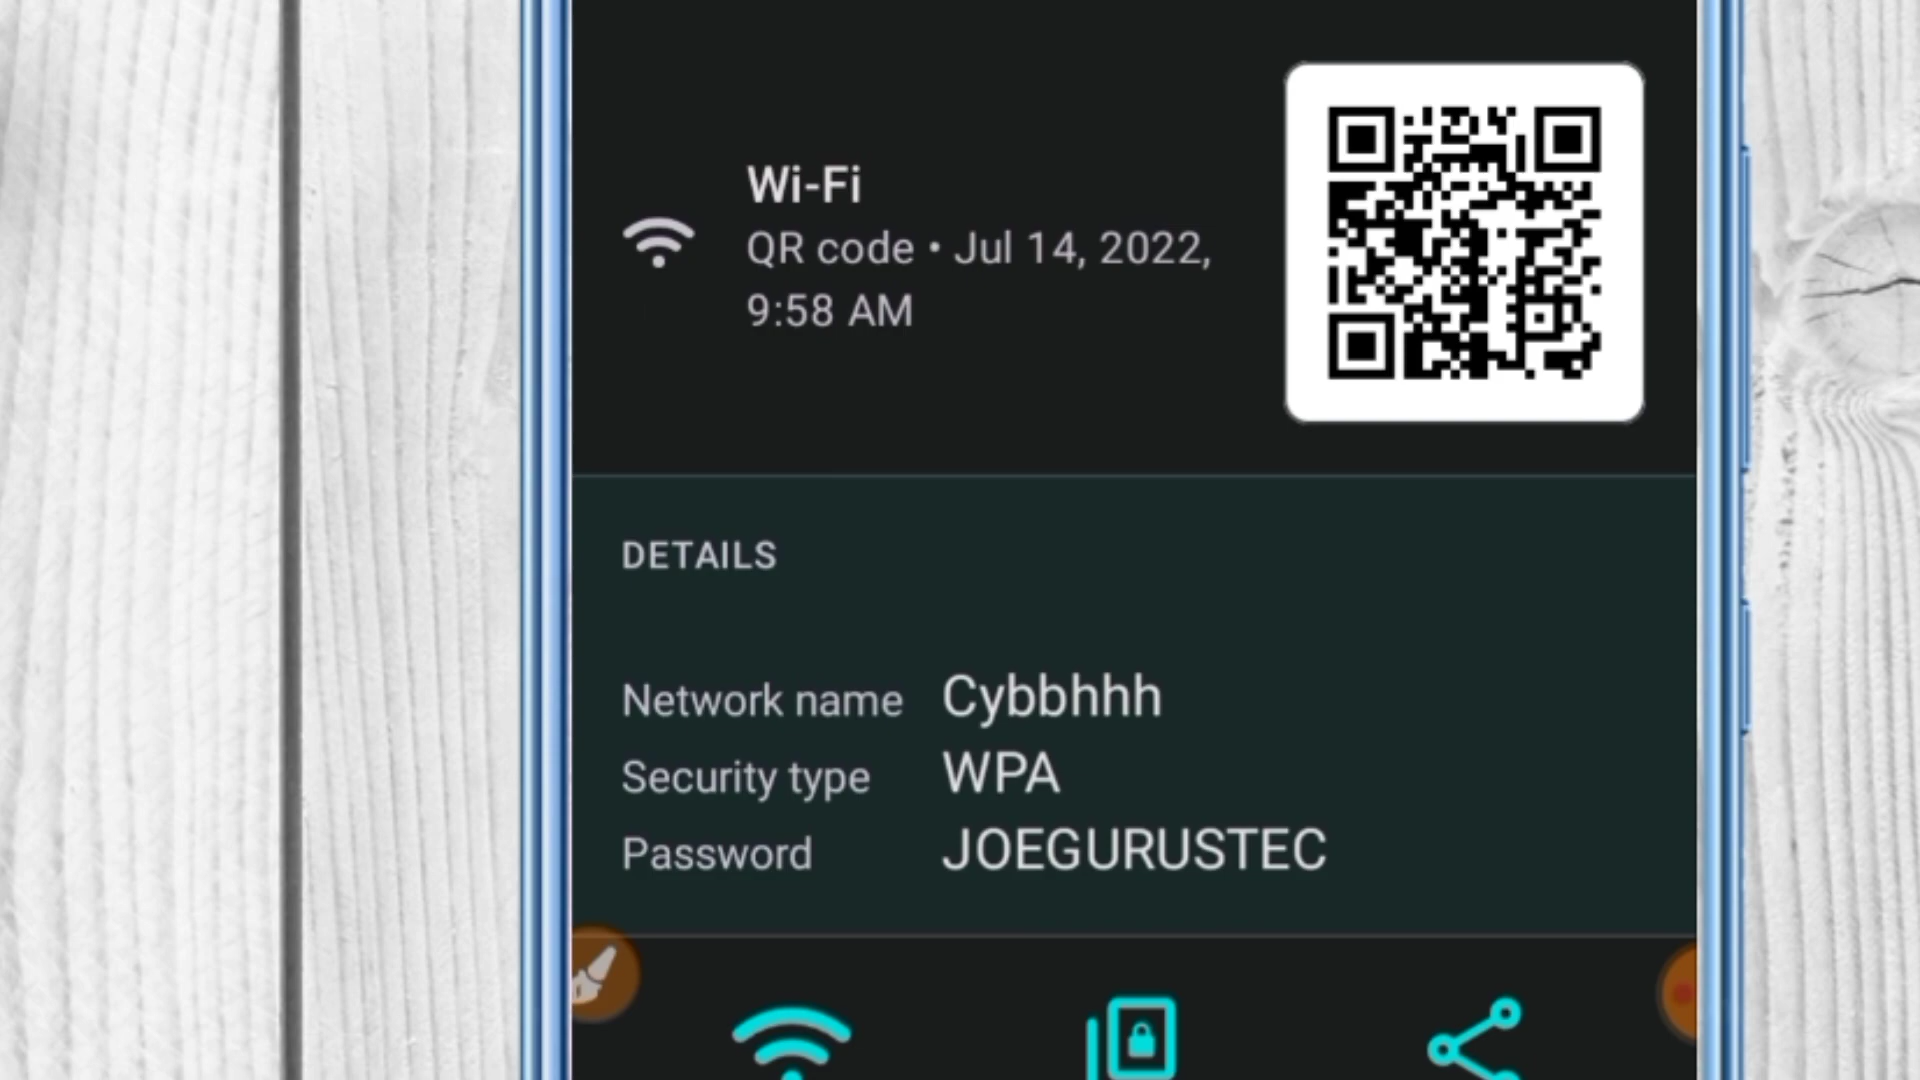 Wi-Fi
QR code • Jul 14, 2022,
9:58 AM
DETAILS
Network name Cybbhhh
Security type WPA
Password JOEGURUSTEC